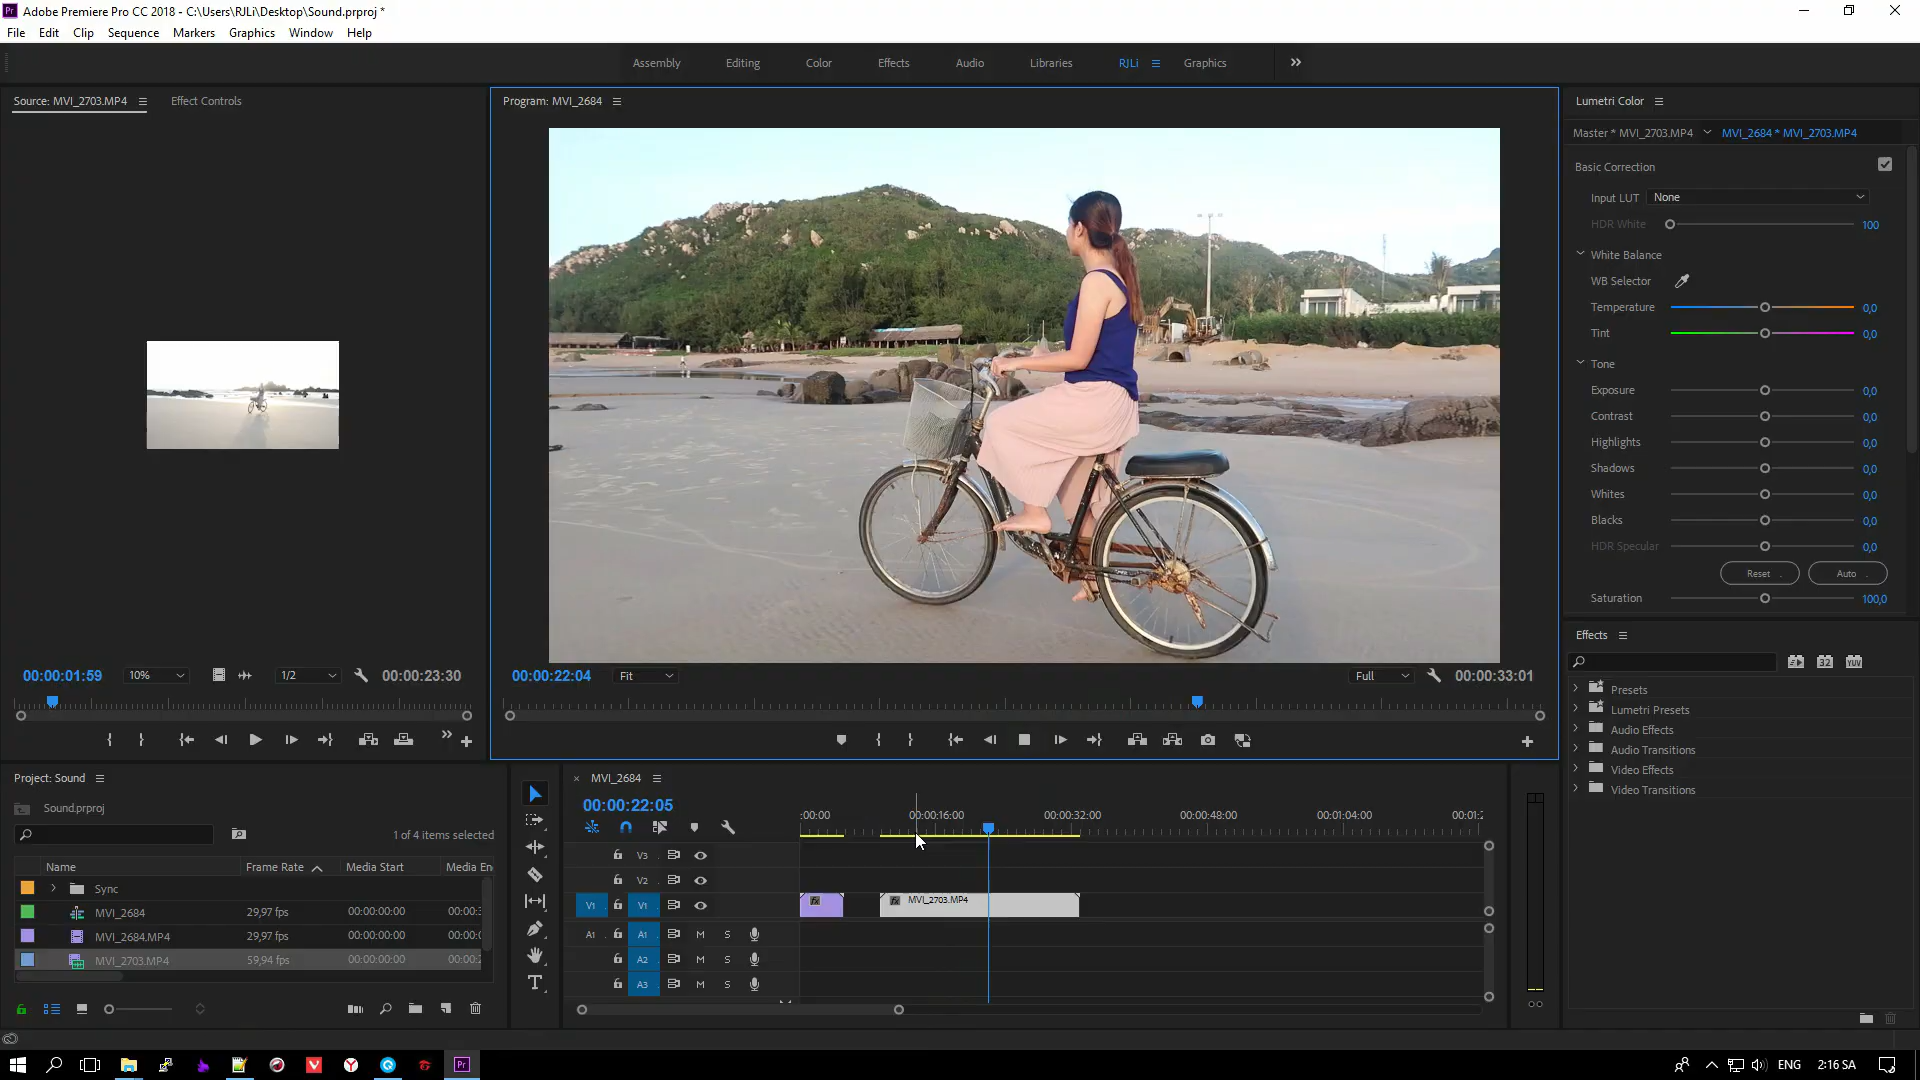 Pr Adobe Premiere Pro CC 2018 - C:\Users\RJLi\Desktop\Sound.prproj *
File Edit Clip Sequence Markers Graphics Window Help
Assembly Editing Color Effects Audio Libraries RJLi Graphics
Source: MVI_2703.MP4 Effect Controls
Program: MVI_2684
Lumetri Color
Master * MVI_2703.MP4 MVI_2684 * MVI_2703.MP4
Basic Correction
Input LUT None
HDR White 100
White Balance
WB Selector
Temperature 0,0
Tint 0,0
Tone
Exposure 0,0
Contrast 0,0
Highlights 0,0
Shadows 0,0
Whites 0,0
Blacks 0,0
HDR Specular 0,0
Reset Auto
Saturation 100,0
00:00:01:59 10% 1/2 00:00:23:30
00:00:22:04 Fit Full 00:00:33:01
Effects
32 YUV
Presets
Lumetri Presets
Audio Effects
Audio Transitions
Video Effects
Video Transitions
Project: Sound
Sound.prproj
1 of 4 items selected
Name Frame Rate Media Start Media En
Sync
MVI_2684 29,97 fps 00:00:00:00 00:00:3
MVI_2684.MP4 29,97 fps 00:00:00:00 00:00:
MVI_2703.MP4 59,94 fps 00:00:00:00 00:00:2
× MVI_2684
00:00:22:05
:00:00 00:00:16:00 00:00:32:00 00:00:48:00 00:01:04:00 00:01:2
V3
V2
V1 V1 fx fx MVI_2703.MP4
A1 A1 M S
A2 M S
A3 M S
T
Pr ENG 2:16 SA